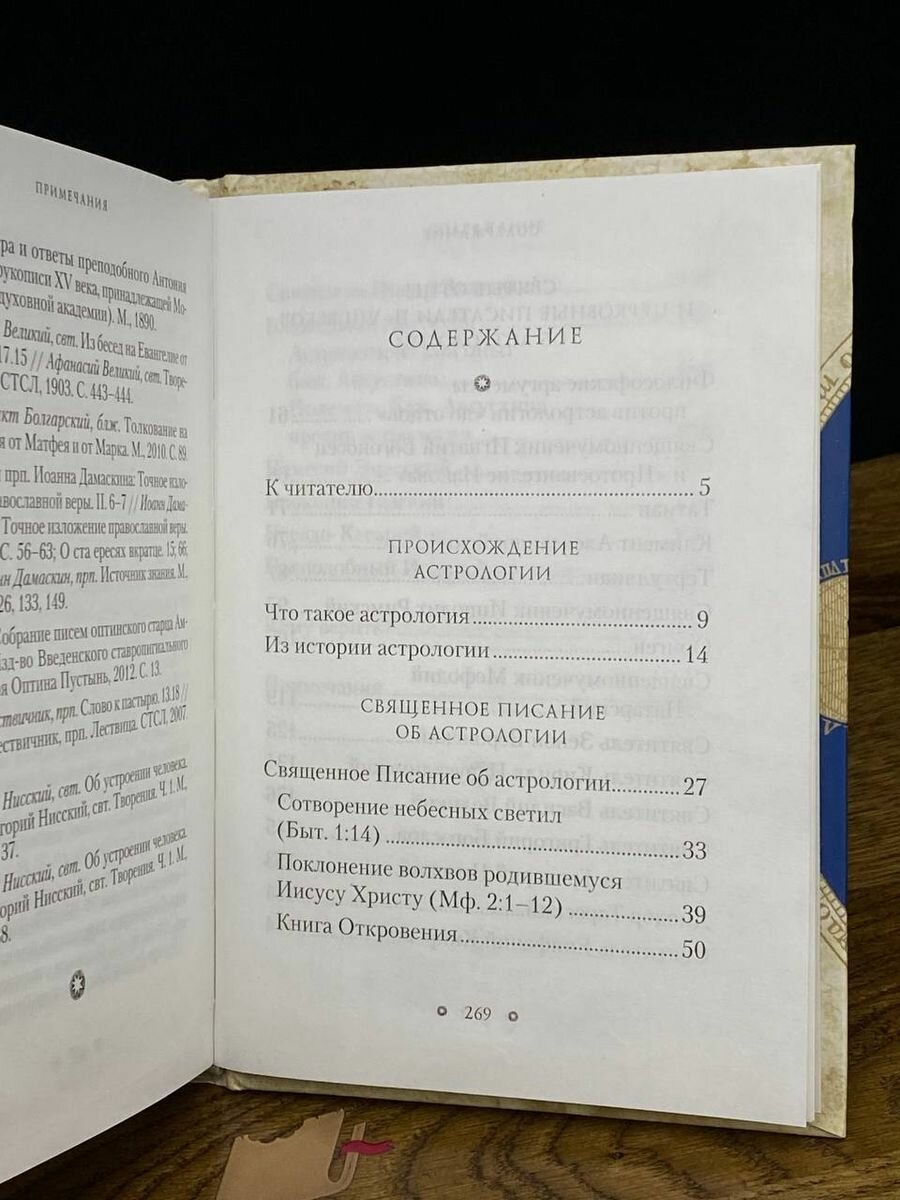 ПРИМЕЧАНИЯ
ра и ответы преподобного Антония
рукописи XV века, принадлежащей Мо-
духовной академии). М., 1890.
Великий, свт. Из бесед на Евангелие от
17.15 // Афанасий Великий, свт. Творе-
СТСЛ, 1903. С. 443–444.
кт Болгарский, блж. Толкование на
я от Матфея и от Марка. М., 2010. С. 89.
прп. Иоанна Дамаскина: Точное изло-
авославной веры. II. 6–7 // Иоанн Дама-
Точное изложение православной веры.
С. 56–63; О ста ересях вкратце. 15; 66;
нн Дамаскин, прп. Источник знания. М.,
26, 133, 149.
Собрание писем оптинского старца Ам-
Изд-во Введенского ставропигиального
я Оптина Пустынь, 2012. С. 13.
ствичник, прп. Слово к пастырю. 13.18 //
ествичник, прп. Лествица. СТСЛ, 2007.
Нисский, свт. Об устроении человека.
горий Нисский, свт. Творения. Ч. 1. М.,
37.
Нисский, свт. Об устроении человека.
орий Нисский, свт. Творения. Ч. 1. М.,
8.
СОДЕРЖАНИЕ
К читателю 5
ПРОИСХОЖДЕНИЕ
АСТРОЛОГИИ
Что такое астрология 9
Из истории астрологии 14
СВЯЩЕННОЕ ПИСАНИЕ
ОБ АСТРОЛОГИИ
Священное Писание об астрологии 27
Сотворение небесных светил
(Быт. 1:14) 33
Поклонение волхвов родившемуся
Иисусу Христу (Мф. 2:1–12) 39
Книга Откровения 50
269